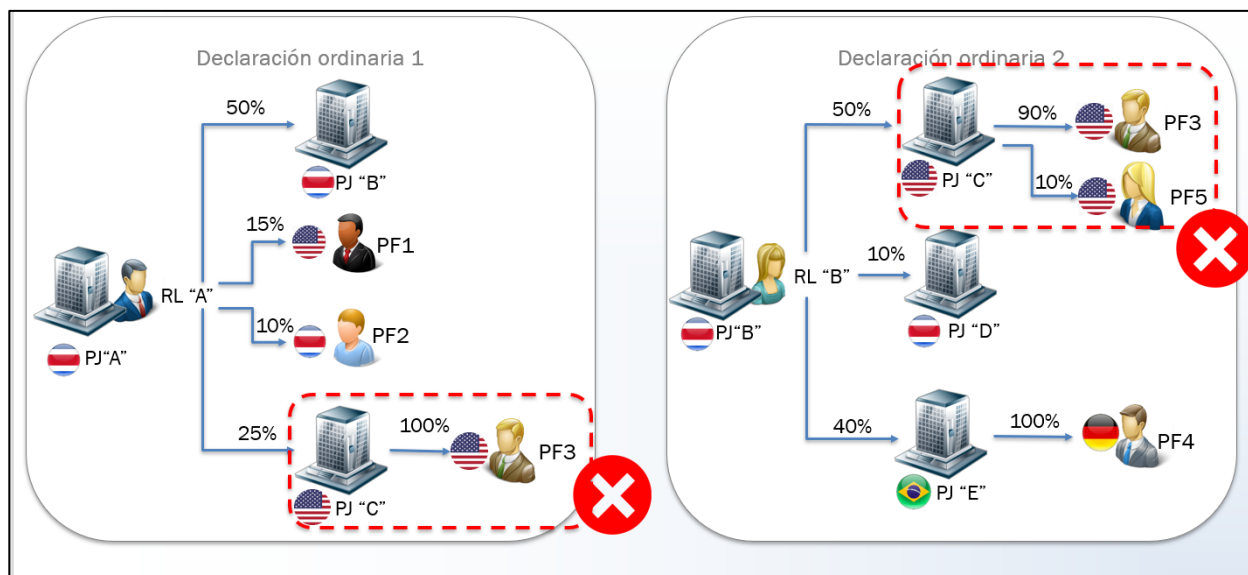 Declaración ordinaria 1
50%
PJ “B”
15%
PF1
RL “A”
10%
PF2
PJ“A”
25%
100%
PF3
PJ “C”
Declaración ordinaria 2
50%
90%
PF3
PJ “C”
10%
PF5
10%
RL “B”
PJ“B”
PJ “D”
40%
100%
PF4
PJ “E”